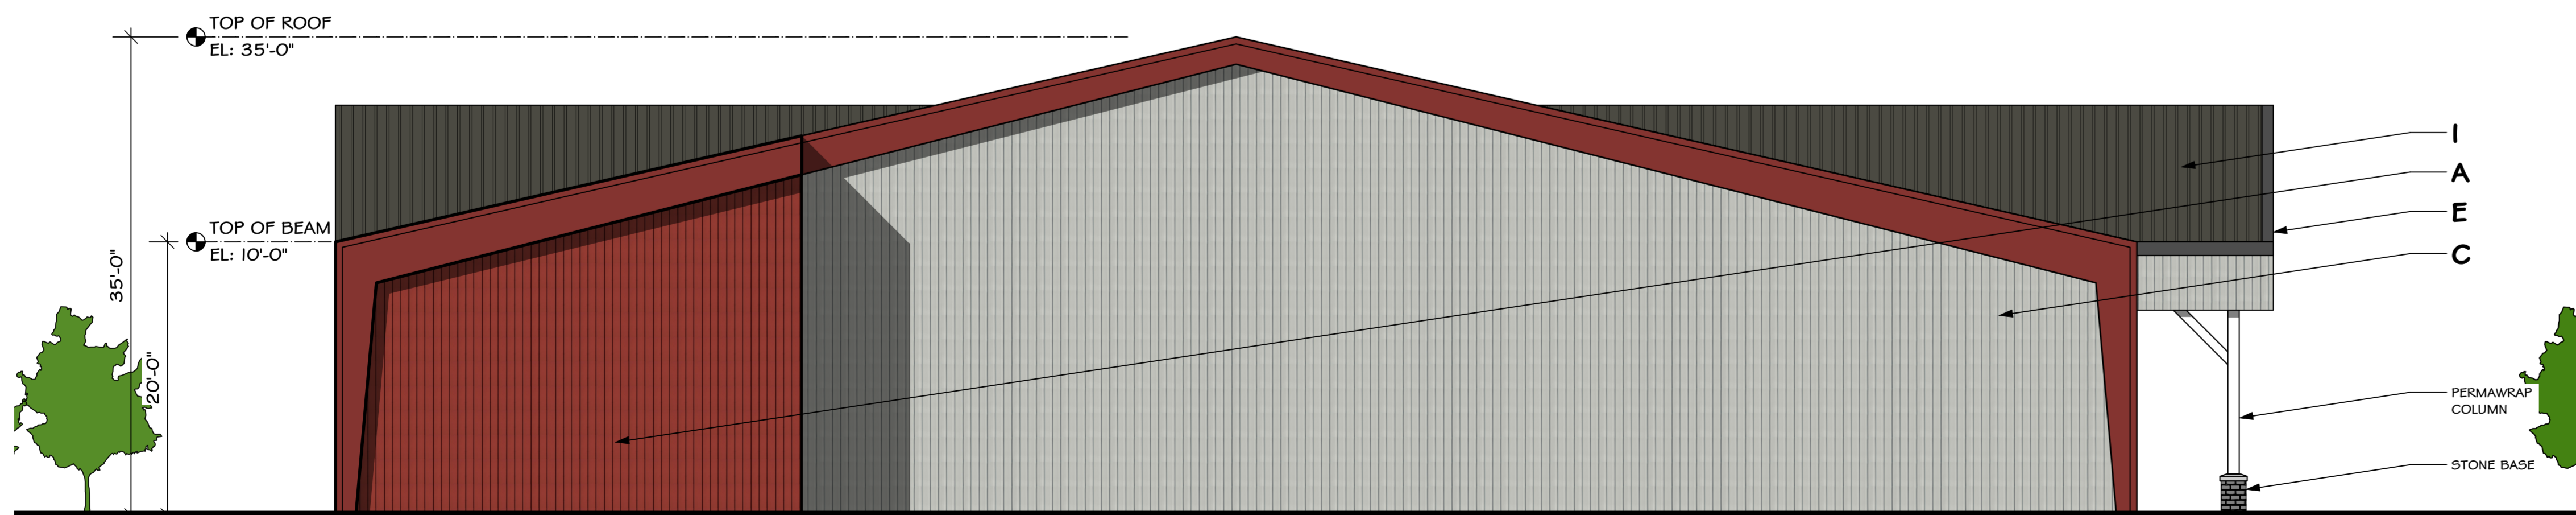 TOP OF ROOF
EL: 35'-0"
TOP OF BEAM
EL: 10'-0"
35'-0"
20'-0"
I
A
E
C
PERMAWRAP
COLUMN
STONE BASE